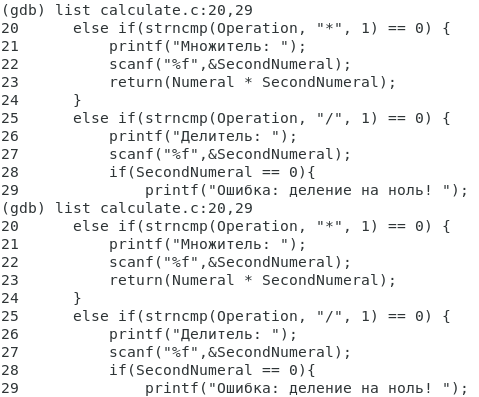 (gdb) list calculate.c:20,29
20      else if(strncmp(Operation, "*", 1) == 0) {
21          printf("Множитель: ");
22          scanf("%f",&SecondNumeral);
23          return(Numeral * SecondNumeral);
24      }
25      else if(strncmp(Operation, "/", 1) == 0) {
26          printf("Делитель: ");
27          scanf("%f",&SecondNumeral);
28          if(SecondNumeral == 0){
29              printf("Ошибка: деление на ноль! ");
(gdb) list calculate.c:20,29
20      else if(strncmp(Operation, "*", 1) == 0) {
21          printf("Множитель: ");
22          scanf("%f",&SecondNumeral);
23          return(Numeral * SecondNumeral);
24      }
25      else if(strncmp(Operation, "/", 1) == 0) {
26          printf("Делитель: ");
27          scanf("%f",&SecondNumeral);
28          if(SecondNumeral == 0){
29              printf("Ошибка: деление на ноль! ");